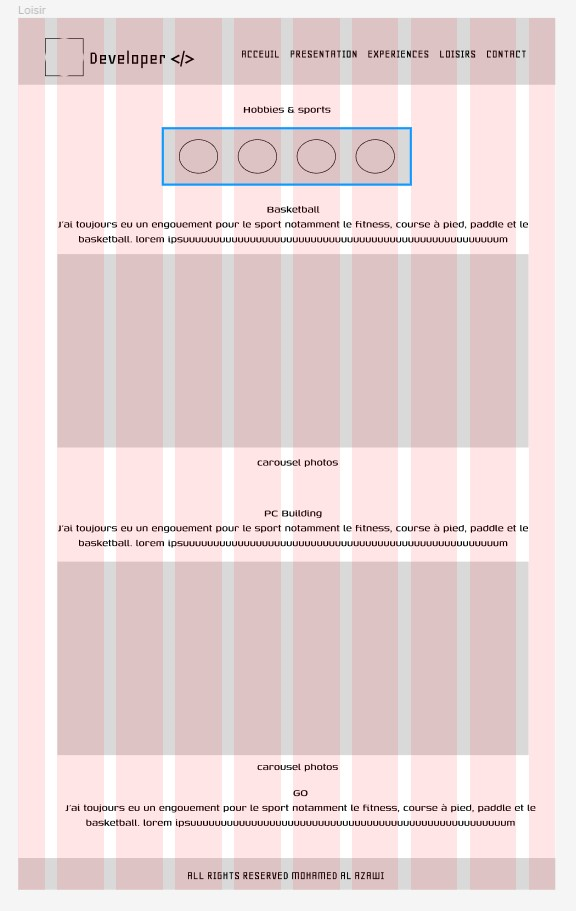 Loisir
Developer </>
ACCEUIL PRESENTATION EXPERIENCES LOISIRS CONTACT
Hobbies & sports
Basketball
J'ai toujours eu un engouement pour le sport notamment le fitness, course à pied, paddle et le
basketball. lorem ipsuuuuuuuuuuuuuuuuuuuuuuuuuuuuuuuuuuuuuuuuuuuuuuuuuuuum
carousel photos
PC Building
J'ai toujours eu un engouement pour le sport notamment le fitness, course à pied, paddle et le
basketball. lorem ipsuuuuuuuuuuuuuuuuuuuuuuuuuuuuuuuuuuuuuuuuuuuuuuuuuuuum
carousel photos
GO
J'ai toujours eu un engouement pour le sport notamment le fitness, course à pied, paddle et le
basketball. lorem ipsuuuuuuuuuuuuuuuuuuuuuuuuuuuuuuuuuuuuuuuuuuuuuuuuuuuum
ALL RIGHTS RESERVED MOHAMED AL AZAWI